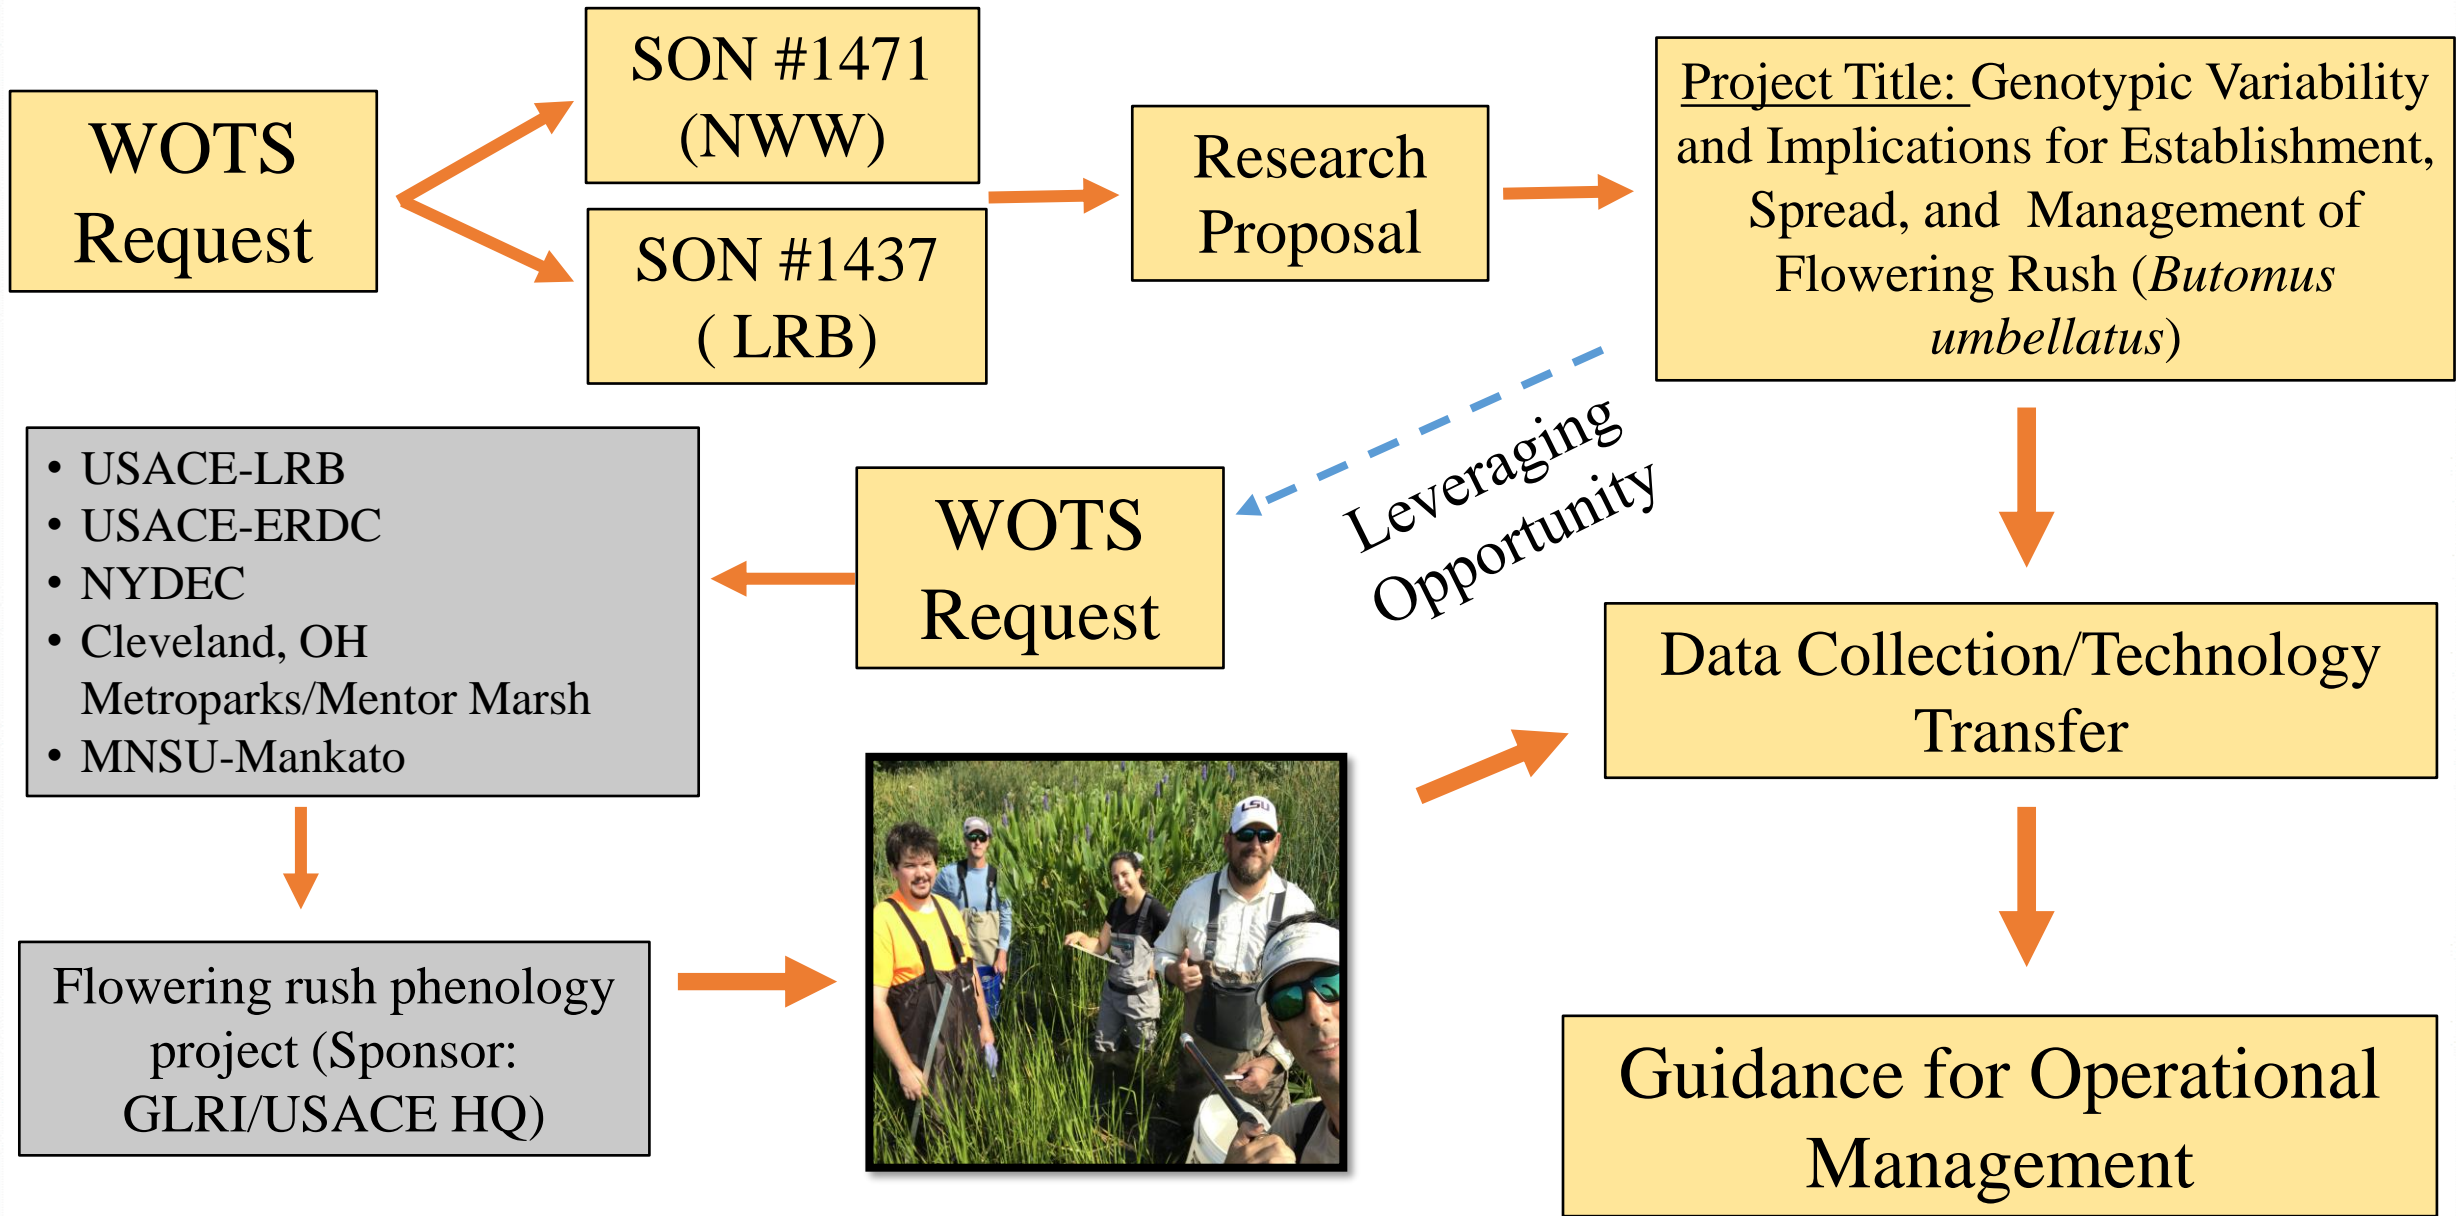 WOTS
Request
SON #1471
(NWW)
SON #1437
( LRB)
Research
Proposal
Project Title: Genotypic Variability
and Implications for Establishment,
Spread, and  Management of
Flowering Rush (Butomus
umbellatus)
Leveraging
Opportunity
WOTS
Request
• USACE-LRB
• USACE-ERDC
• NYDEC
• Cleveland, OH
Metroparks/Mentor Marsh
• MNSU-Mankato
Flowering rush phenology
project (Sponsor:
GLRI/USACE HQ)
LSU
Data Collection/Technology
Transfer
Guidance for Operational
Management